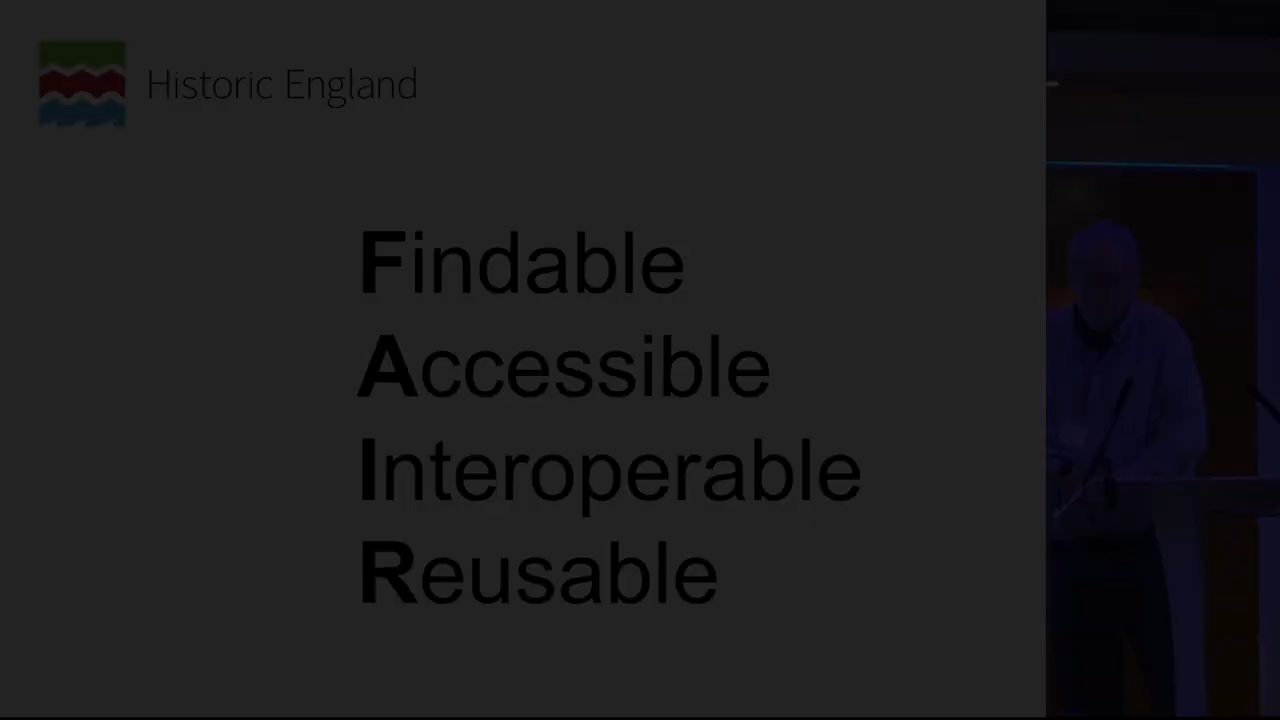 Historic England
Findable
Accessible
Interoperable
Reusable